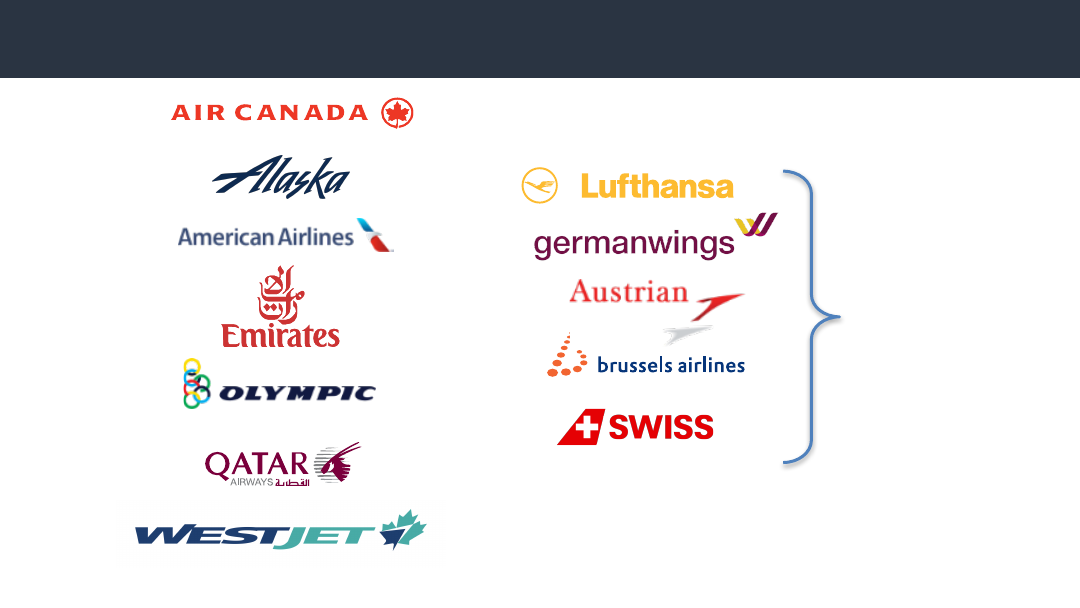 AIR CANADA
Alaska
American Airlines
Emirates
OLYMPIC
QATAR
AIRWAYS القطرية
WESTJET
Lufthansa
germanwings
Austrian
brussels airlines
SWISS